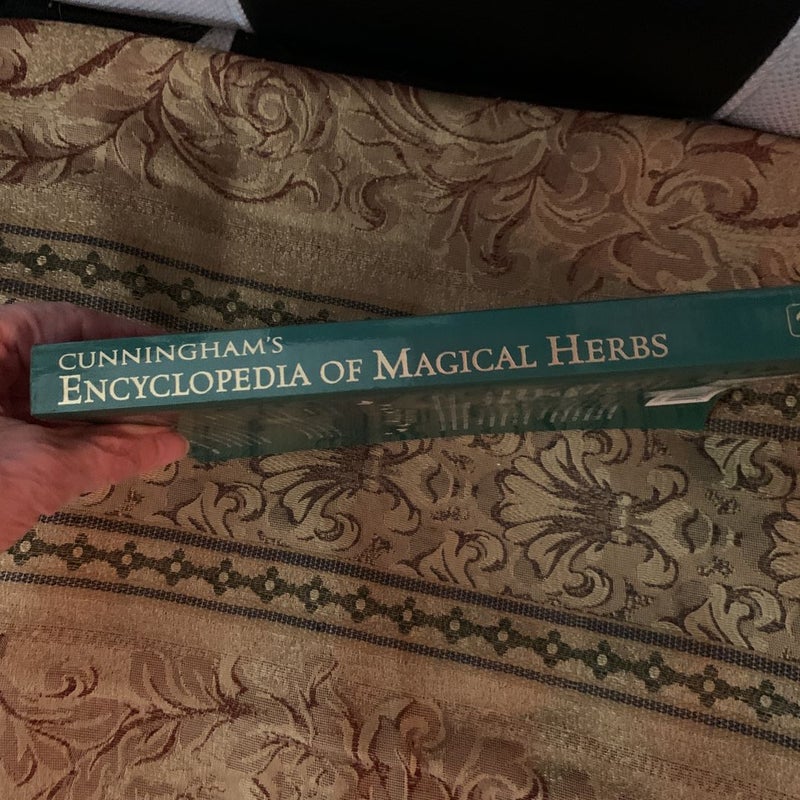 CUNNINGHAM'S
ENCYCLOPEDIA OF MAGICAL HERBS